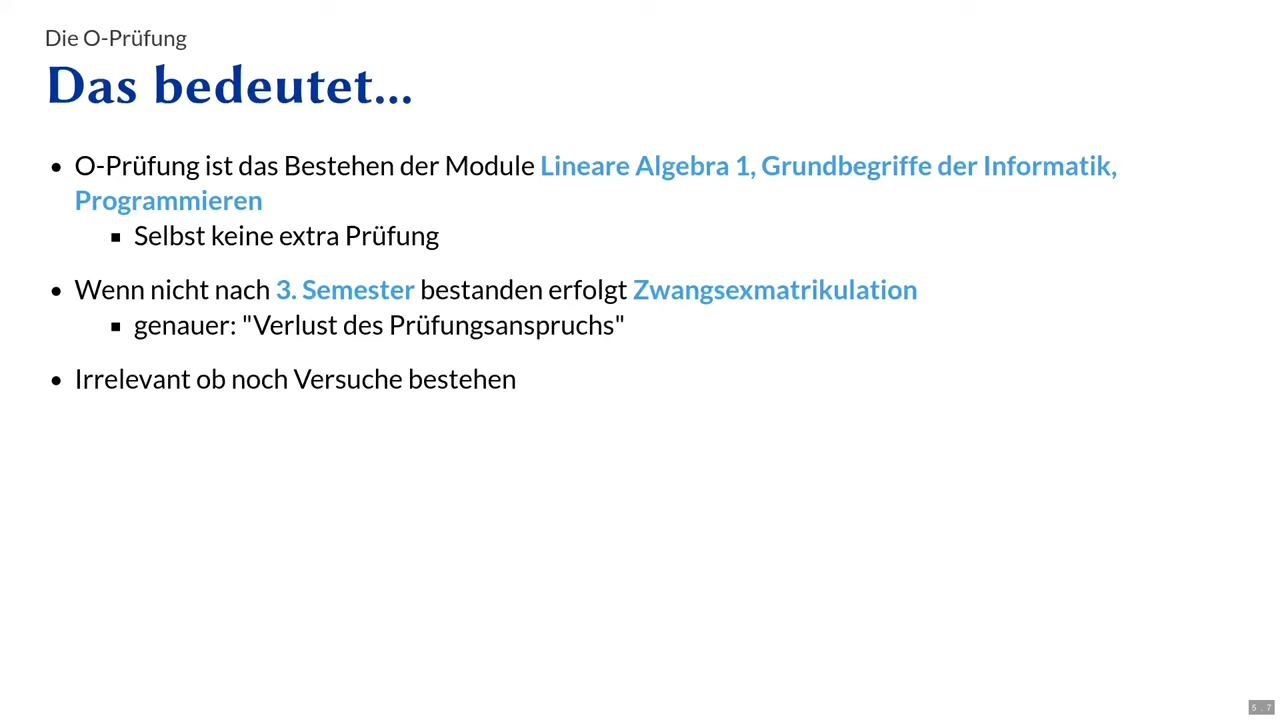 Die O-Prüfung
Das bedeutet...
• O-Prüfung ist das Bestehen der Module Lineare Algebra 1, Grundbegriffe der Informatik,
Programmieren
▪ Selbst keine extra Prüfung
• Wenn nicht nach 3. Semester bestanden erfolgt Zwangsexmatrikulation
▪ genauer: "Verlust des Prüfungsanspruchs"
• Irrelevant ob noch Versuche bestehen
5 . 7